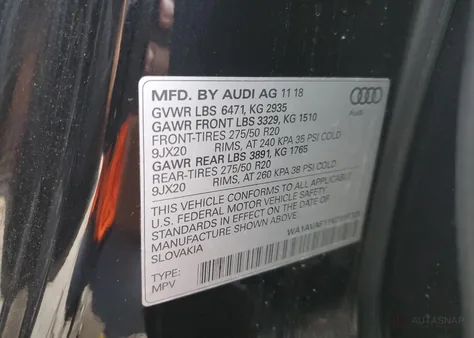 MFD. BY AUDI AG 11 18
GVWR LBS 6471, KG 2935
GAWR FRONT LBS 3329, KG 1510
FRONT-TIRES 275/50 R20
9JX20 RIMS, AT 240 KPA 35 PSI COLD
GAWR REAR LBS 3891, KG 1765
REAR-TIRES 275/50 R20
9JX20 RIMS, AT 260 KPA 38 PSI COLD
THIS VEHICLE CONFORMS TO ALL APPLICABLE
U.S. FEDERAL MOTOR VEHICLE SAFETY
STANDARDS IN EFFECT ON THE DATE OF
MANUFACTURE SHOWN ABOVE.
SLOVAKIA
TYPE:
MPV
Audi
AUTASNAP